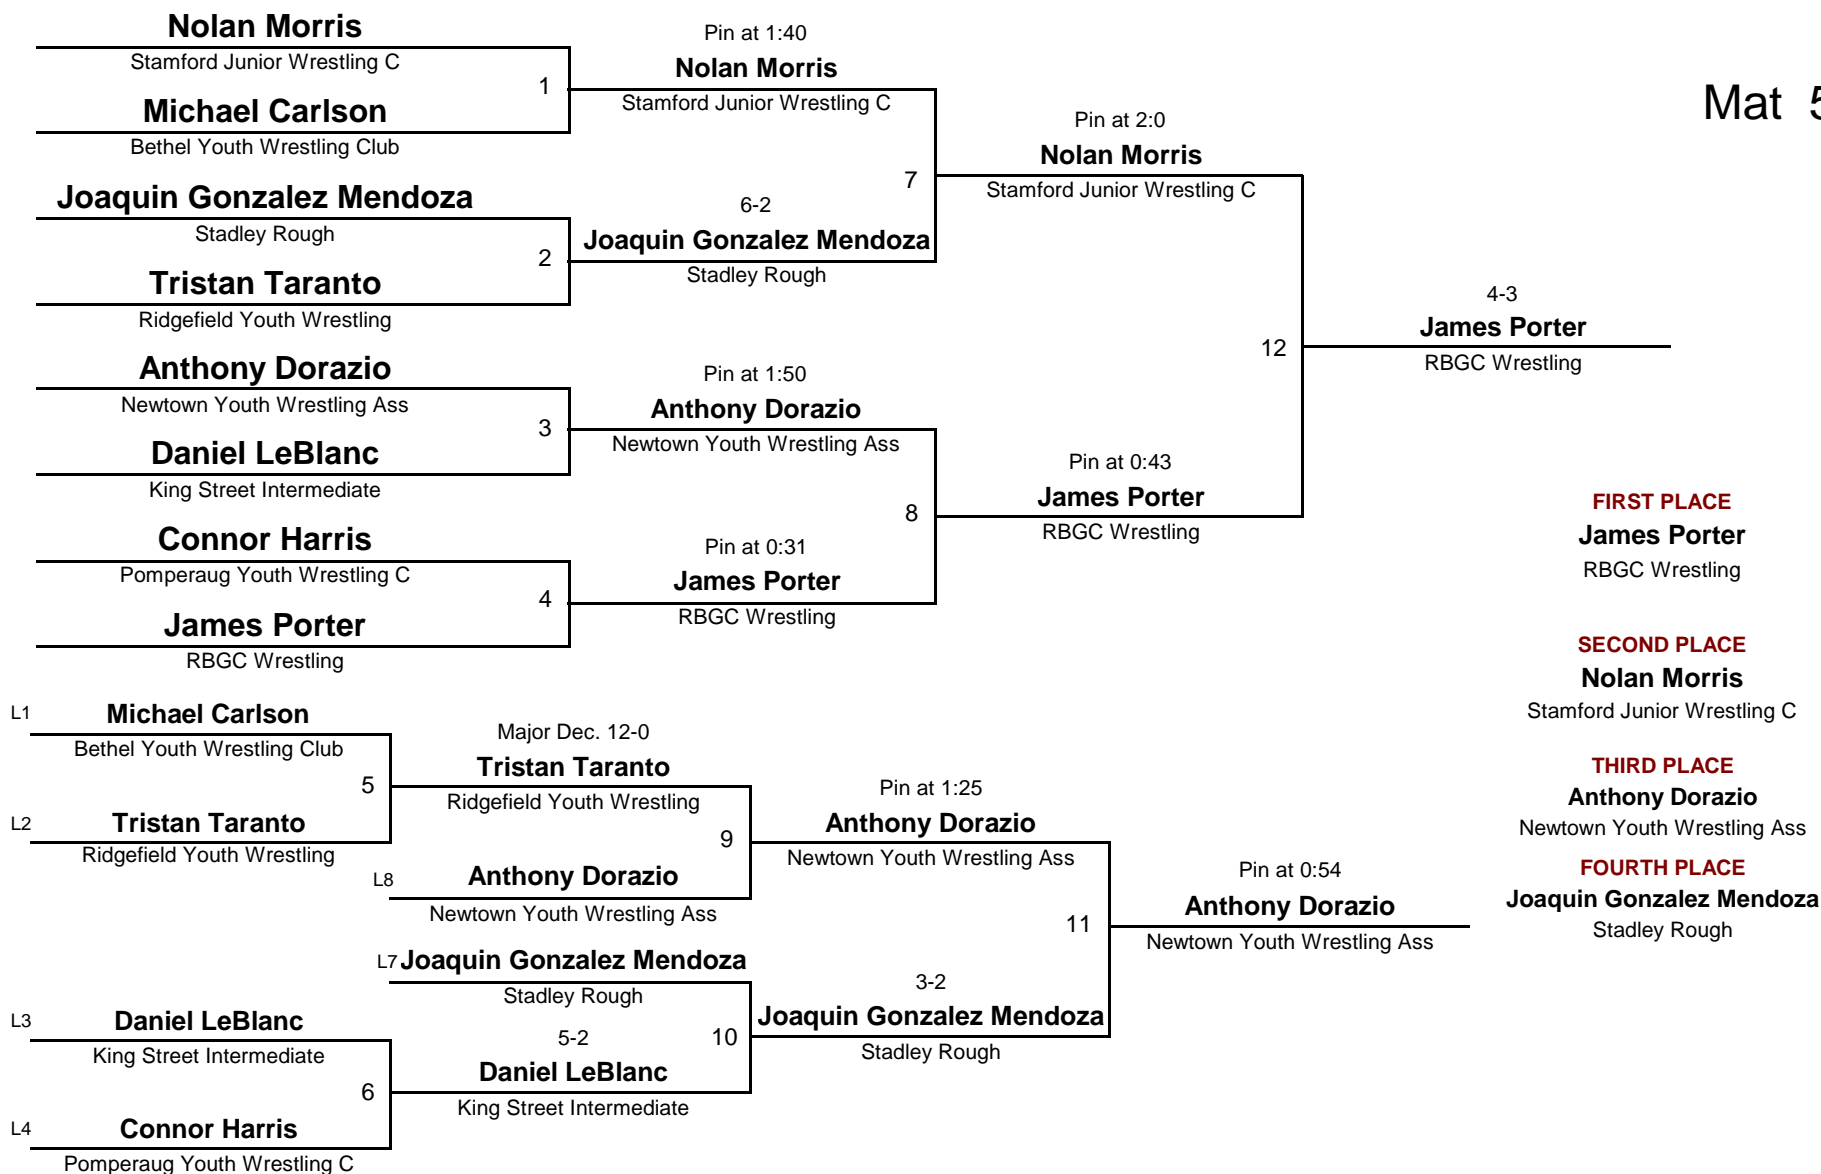 Nolan Morris
Stamford Junior Wrestling C
1
Michael Carlson
Bethel Youth Wrestling Club
Joaquin Gonzalez Mendoza
Stadley Rough
2
Tristan Taranto
Ridgefield Youth Wrestling
Anthony Dorazio
Newtown Youth Wrestling Ass
3
Daniel LeBlanc
King Street Intermediate
Connor Harris
Pomperaug Youth Wrestling C
4
James Porter
RBGC Wrestling
Pin at 1:40
Nolan Morris
Stamford Junior Wrestling C
7
6-2
Joaquin Gonzalez Mendoza
Stadley Rough
Pin at 1:50
Anthony Dorazio
Newtown Youth Wrestling Ass
8
Pin at 0:31
James Porter
RBGC Wrestling
Pin at 2:0
Nolan Morris
Stamford Junior Wrestling C
12
Pin at 0:43
James Porter
RBGC Wrestling
4-3
James Porter
RBGC Wrestling
Mat 5
FIRST PLACE
James Porter
RBGC Wrestling
SECOND PLACE
Nolan Morris
Stamford Junior Wrestling C
THIRD PLACE
Anthony Dorazio
Newtown Youth Wrestling Ass
FOURTH PLACE
Joaquin Gonzalez Mendoza
Stadley Rough
L1 Michael Carlson
Bethel Youth Wrestling Club
5
L2 Tristan Taranto
Ridgefield Youth Wrestling
L3 Daniel LeBlanc
King Street Intermediate
6
L4 Connor Harris
Pomperaug Youth Wrestling C
Major Dec. 12-0
Tristan Taranto
Ridgefield Youth Wrestling
9
L8 Anthony Dorazio
Newtown Youth Wrestling Ass
L7 Joaquin Gonzalez Mendoza
Stadley Rough
10
5-2
Daniel LeBlanc
King Street Intermediate
Pin at 1:25
Anthony Dorazio
Newtown Youth Wrestling Ass
11
3-2
Joaquin Gonzalez Mendoza
Stadley Rough
Pin at 0:54
Anthony Dorazio
Newtown Youth Wrestling Ass